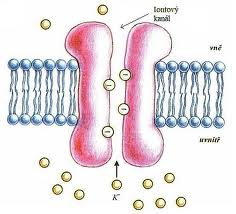 Iontový
kanál
vně
uvnitř
K⁺